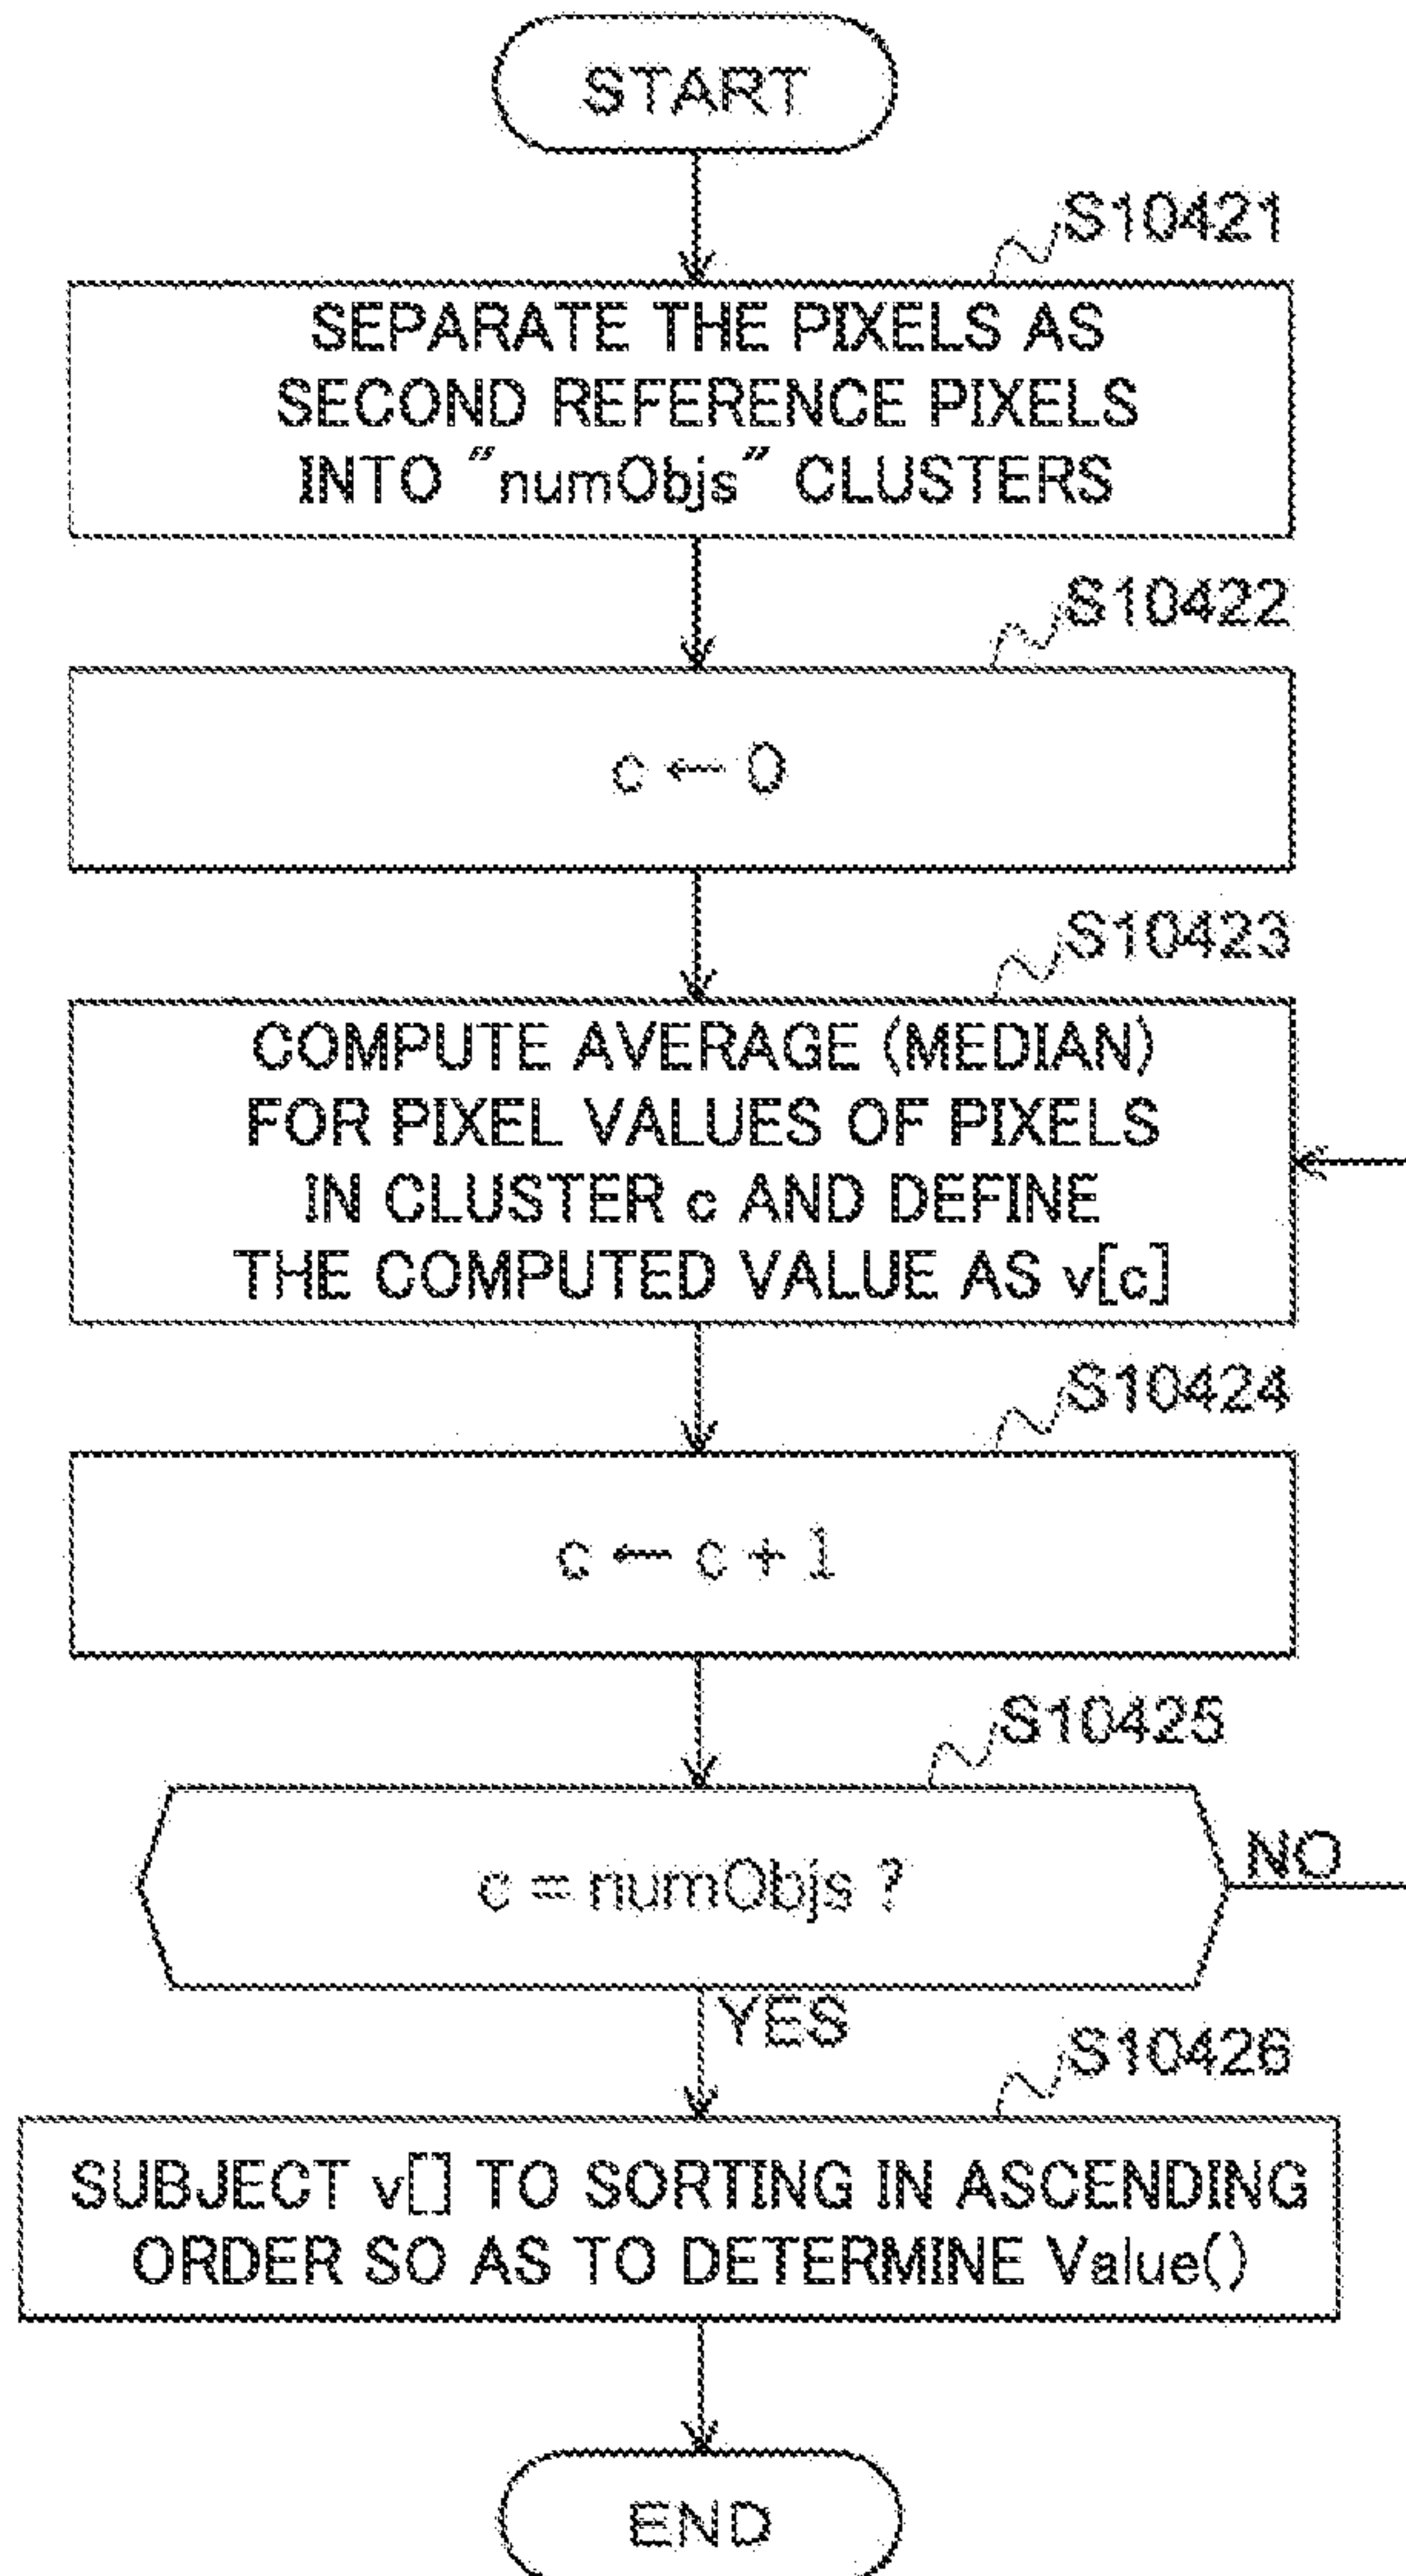 START
S10421
SEPARATE THE PIXELS AS
SECOND REFERENCE PIXELS
INTO "numObjs" CLUSTERS
S10422
c ← 0
S10423
COMPUTE AVERAGE (MEDIAN)
FOR PIXEL VALUES OF PIXELS
IN CLUSTER c AND DEFINE
THE COMPUTED VALUE AS v[c]
S10424
c ← c + 1
S10425
c = numObjs ?
NO
YES
S10426
SUBJECT v[] TO SORTING IN ASCENDING
ORDER SO AS TO DETERMINE Value()
END